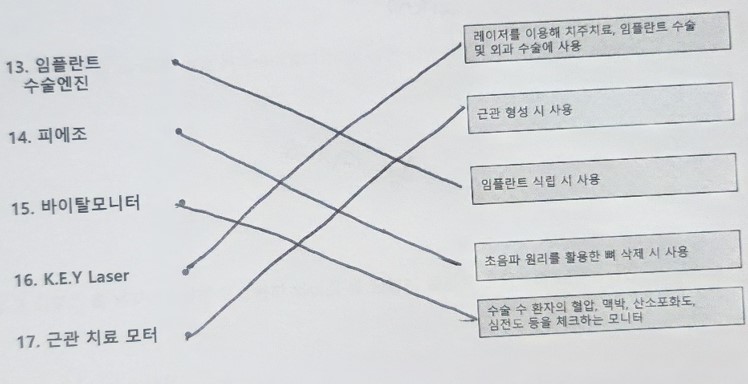 13. 임플란트
수술엔진
14. 피에조
15. 바이탈모니터
16. K.E.Y Laser
17. 근관 치료 모터
레이저를 이용해 치주치료, 임플란트 수술
및 외과 수술에 사용
근관 형성 시 사용
임플란트 식립 시 사용
초음파 원리를 활용한 뼈 삭제 시 사용
수술 수 환자의 혈압, 맥박, 산소포화도,
심전도 등을 체크하는 모니터